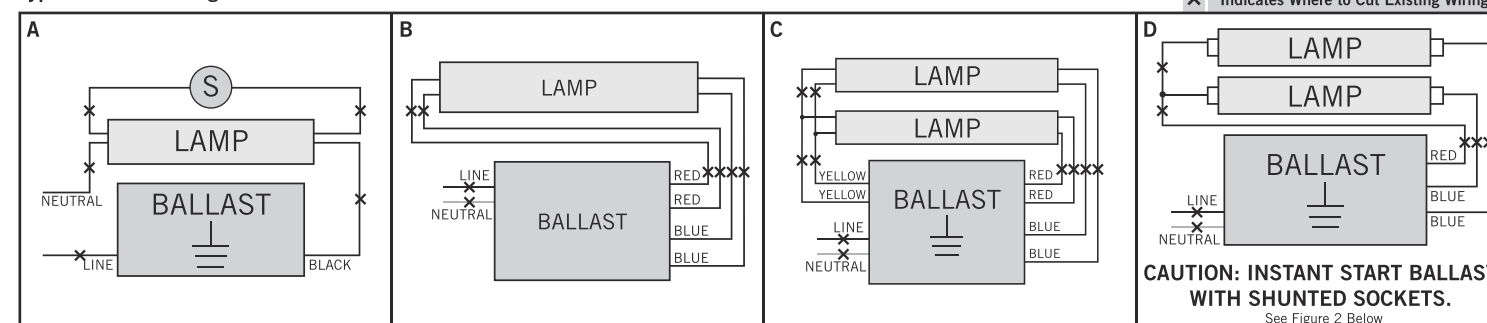 Indicates Where to Cut Existing Wiring
A
S
LAMP
NEUTRAL
BALLAST
LINE
BLACK
B
LAMP
LINE
NEUTRAL
BALLAST
RED
RED
BLUE
BLUE
C
LAMP
LAMP
YELLOW
YELLOW
LINE
NEUTRAL
BALLAST
RED
RED
BLUE
BLUE
D
LAMP
LAMP
BALLAST
RED
BLUE
BLUE
LINE
NEUTRAL
CAUTION: INSTANT START BALLAST
WITH SHUNTED SOCKETS.
See Figure 2 Below